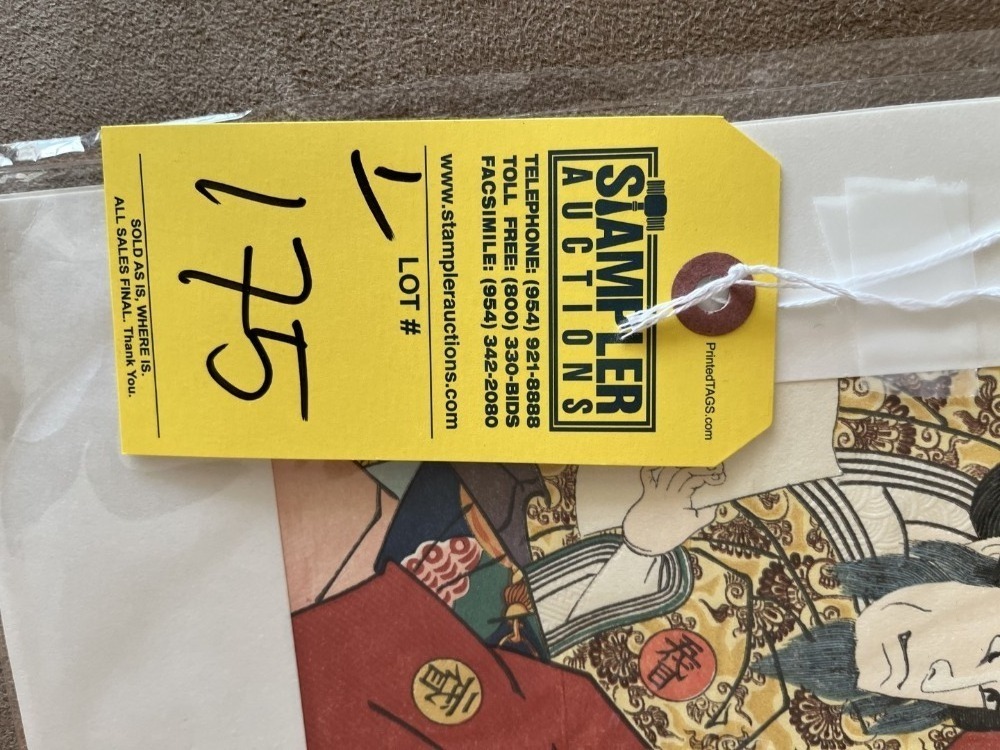 PrintedTAGS.com
STAMPLER
AUCTIONS
TELEPHONE: (954) 921-8888
TOLL FREE: (800) 330-BIDS
FACSIMILE: (954) 342-2080
www.stamplerauctions.com
LOT #
175
SOLD AS IS, WHERE IS.
ALL SALES FINAL. Thank You.